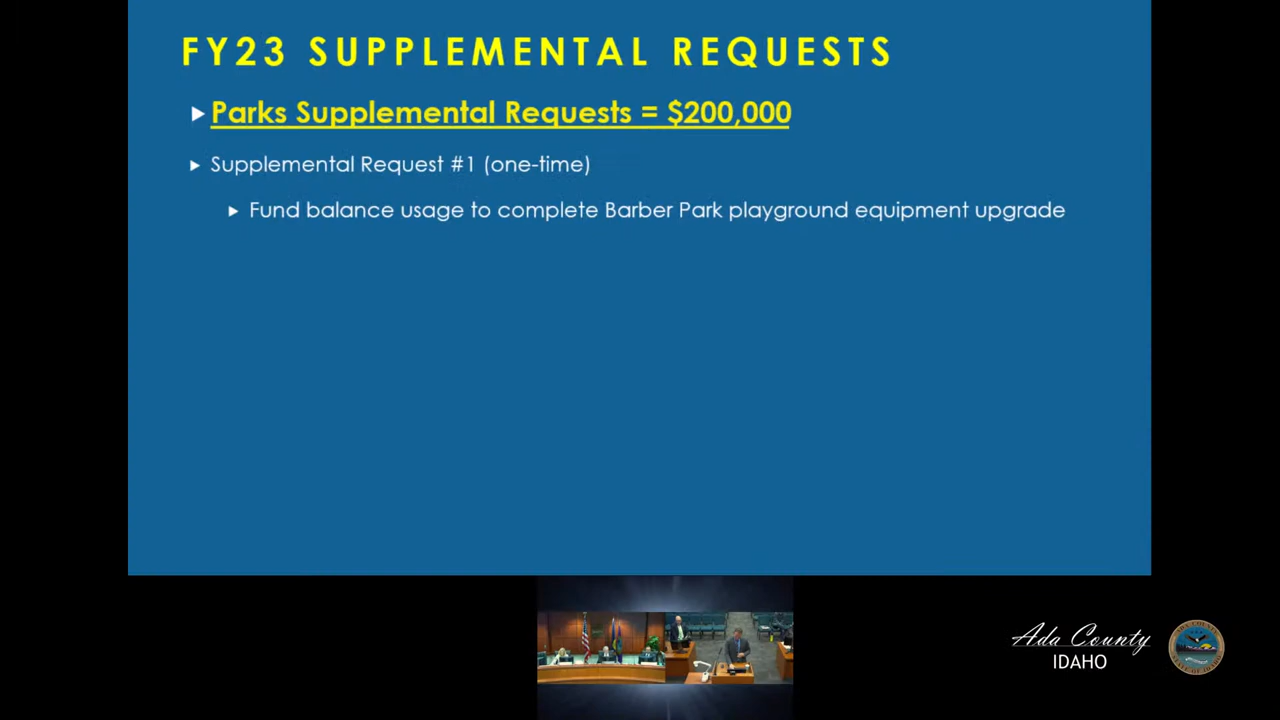 FY23 SUPPLEMENTAL REQUESTS
Parks Supplemental Requests = $200,000
Supplemental Request #1 (one-time)
Fund balance usage to complete Barber Park playground equipment upgrade
Ada County
IDAHO